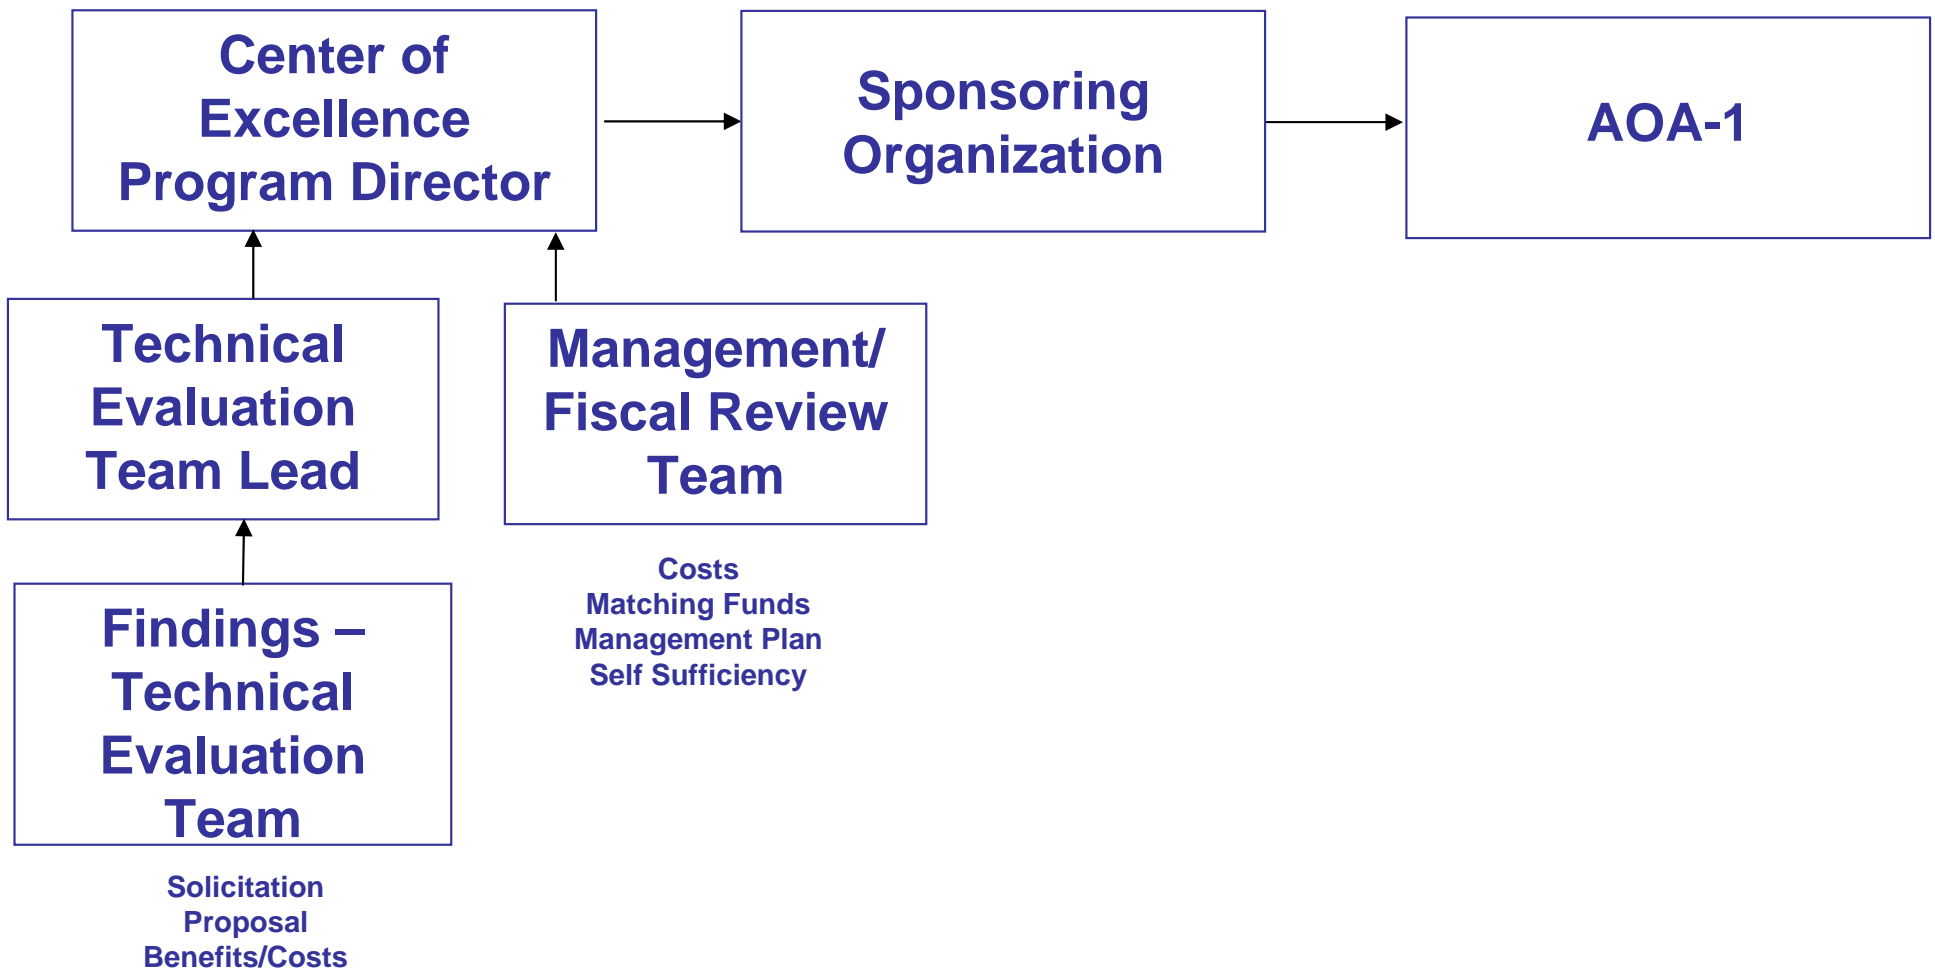 Center of
Excellence
Program Director
Sponsoring
Organization
AOA-1
Technical
Evaluation
Team Lead
Management/
Fiscal Review
Team
Costs
Matching Funds
Management Plan
Self Sufficiency
Findings –
Technical
Evaluation
Team
Solicitation
Proposal
Benefits/Costs